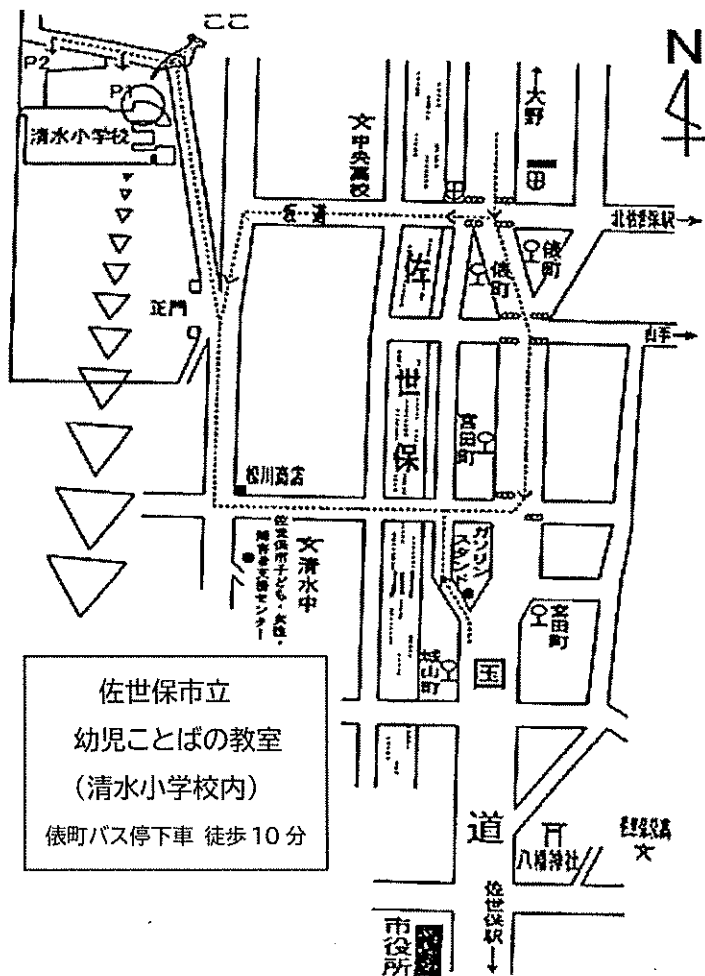 ここ
N
P2
P1
清水小学校
大野
文中央高校
坂道
北佐世保駅
俵町
俵町
佐
正門
山手
世
宮田町
保
松川商店
ガソリンスタンド
文清水中
佐世保市子ども・女性・
障害者支援センター
宮田町
城山町
国
佐世保市立
幼児ことばの教室
（清水小学校内）
俵町バス停下車 徒歩10分
道
八幡神社
佐世保駅
市役所